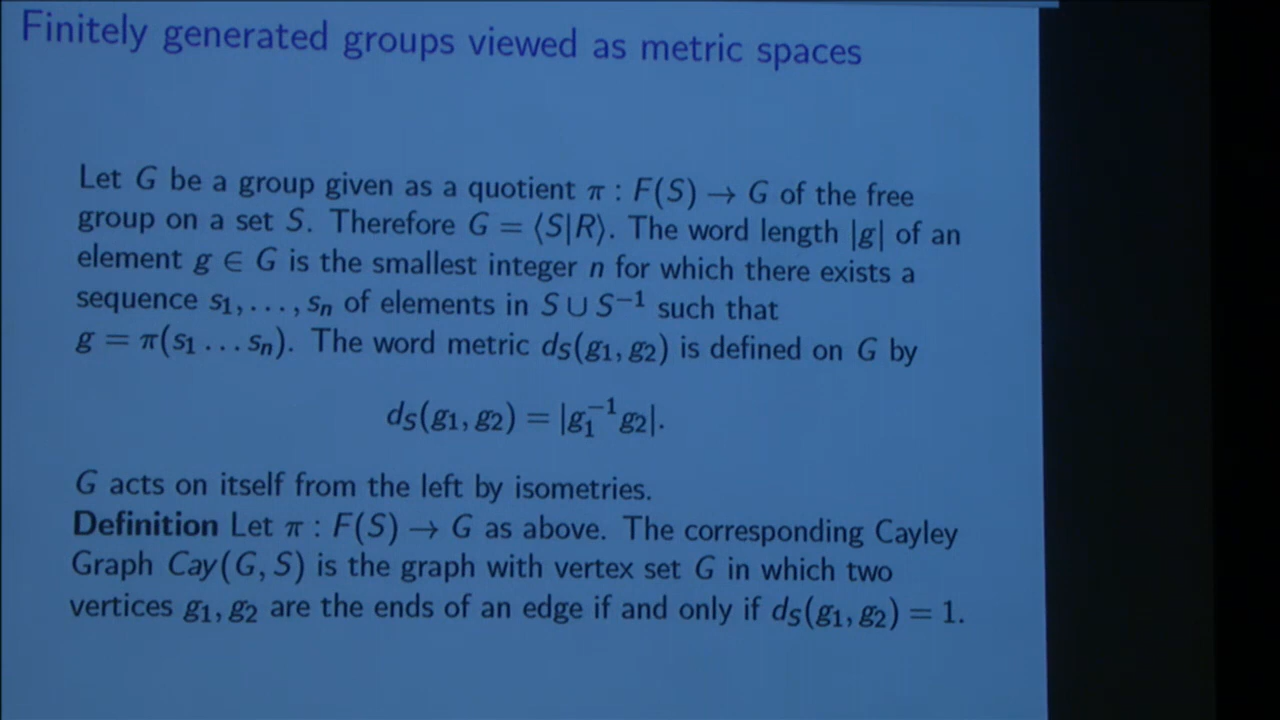 Finitely generated groups viewed as metric spaces
Let G be a group given as a quotient π : F(S) → G of the free
group on a set S. Therefore G = ⟨S|R⟩. The word length |g| of an
element g ∈ G is the smallest integer n for which there exists a
sequence s₁, . . . , sₙ of elements in S ∪ S⁻¹ such that
g = π(s₁ . . . sₙ). The word metric d_S(g₁, g₂) is defined on G by
d_S(g₁, g₂) = |g₁⁻¹g₂|.
G acts on itself from the left by isometries.
Definition Let π : F(S) → G as above. The corresponding Cayley
Graph Cay(G, S) is the graph with vertex set G in which two
vertices g₁, g₂ are the ends of an edge if and only if d_S(g₁, g₂) = 1.